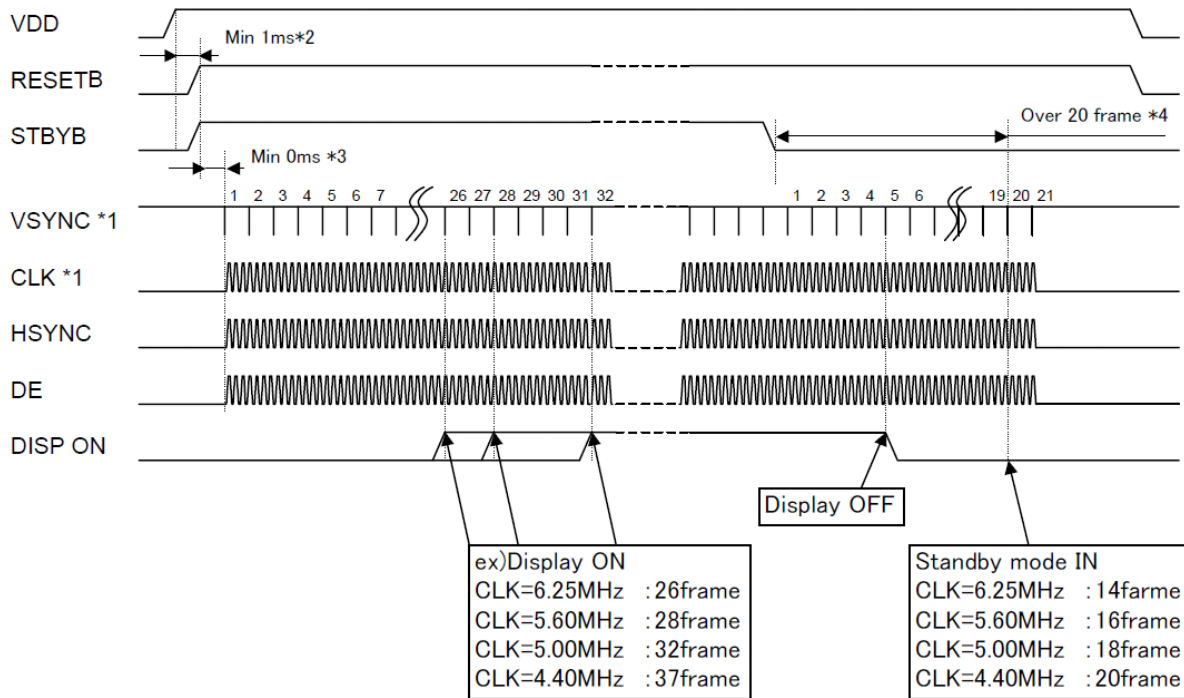 VDD
Min 1ms*2
RESETB
STBYB
Over 20 frame *4
Min 0ms *3
1 2 3 4 5 6 7 26 27 28 29 30 31 32 1 2 3 4 5 6 19 20 21
VSYNC *1
CLK *1
HSYNC
DE
DISP ON
Display OFF
ex)Display ON
CLK=6.25MHz :26frame
CLK=5.60MHz :28frame
CLK=5.00MHz :32frame
CLK=4.40MHz :37frame
Standby mode IN
CLK=6.25MHz :14farme
CLK=5.60MHz :16frame
CLK=5.00MHz :18frame
CLK=4.40MHz :20frame